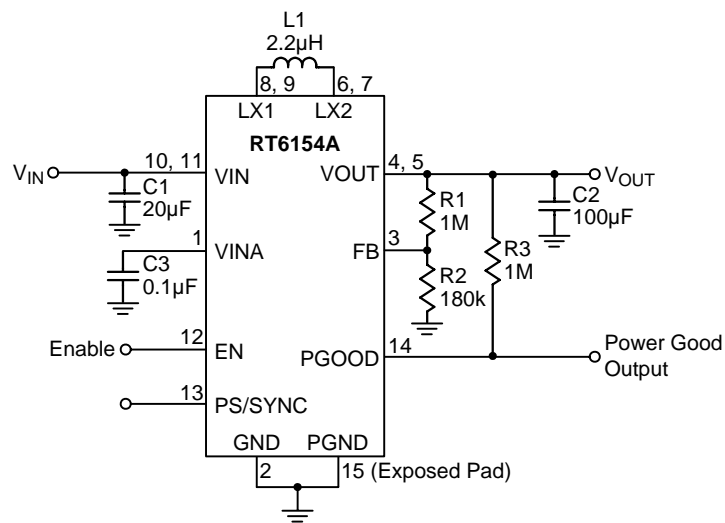 L1
2.2µH
8, 9
6, 7
LX1
LX2
RT6154A
VIN
10, 11
VIN
C1
20µF
1
VINA
C3
0.1µF
Enable
12
EN
13
PS/SYNC
GND
PGND
2
15 (Exposed Pad)
VOUT
4, 5
VOUT
R1
1M
C2
100µF
FB
3
R2
180k
R3
1M
PGOOD
14
Power Good
Output